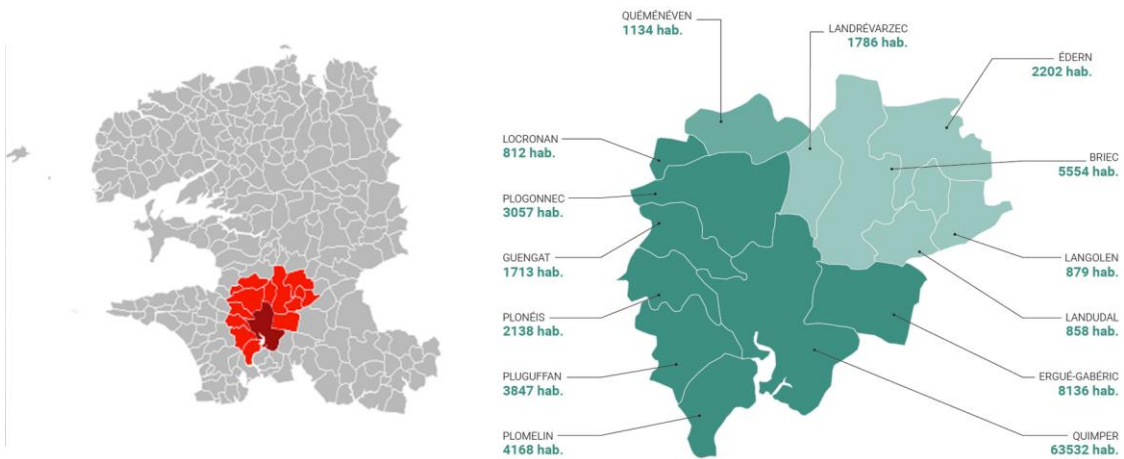 QUÉMÉNÉVEN
1134 hab.
LANDRÉVARZEC
1786 hab.
ÉDERN
2202 hab.
LOCRONAN
812 hab.
BRIEC
5554 hab.
PLOGONNEC
3057 hab.
GUENGAT
1713 hab.
LANGOLEN
879 hab.
PLONÉIS
2138 hab.
LANDUDAL
858 hab.
PLUGUFFAN
3847 hab.
ERGUÉ-GABÉRIC
8136 hab.
PLOMELIN
4168 hab.
QUIMPER
63532 hab.